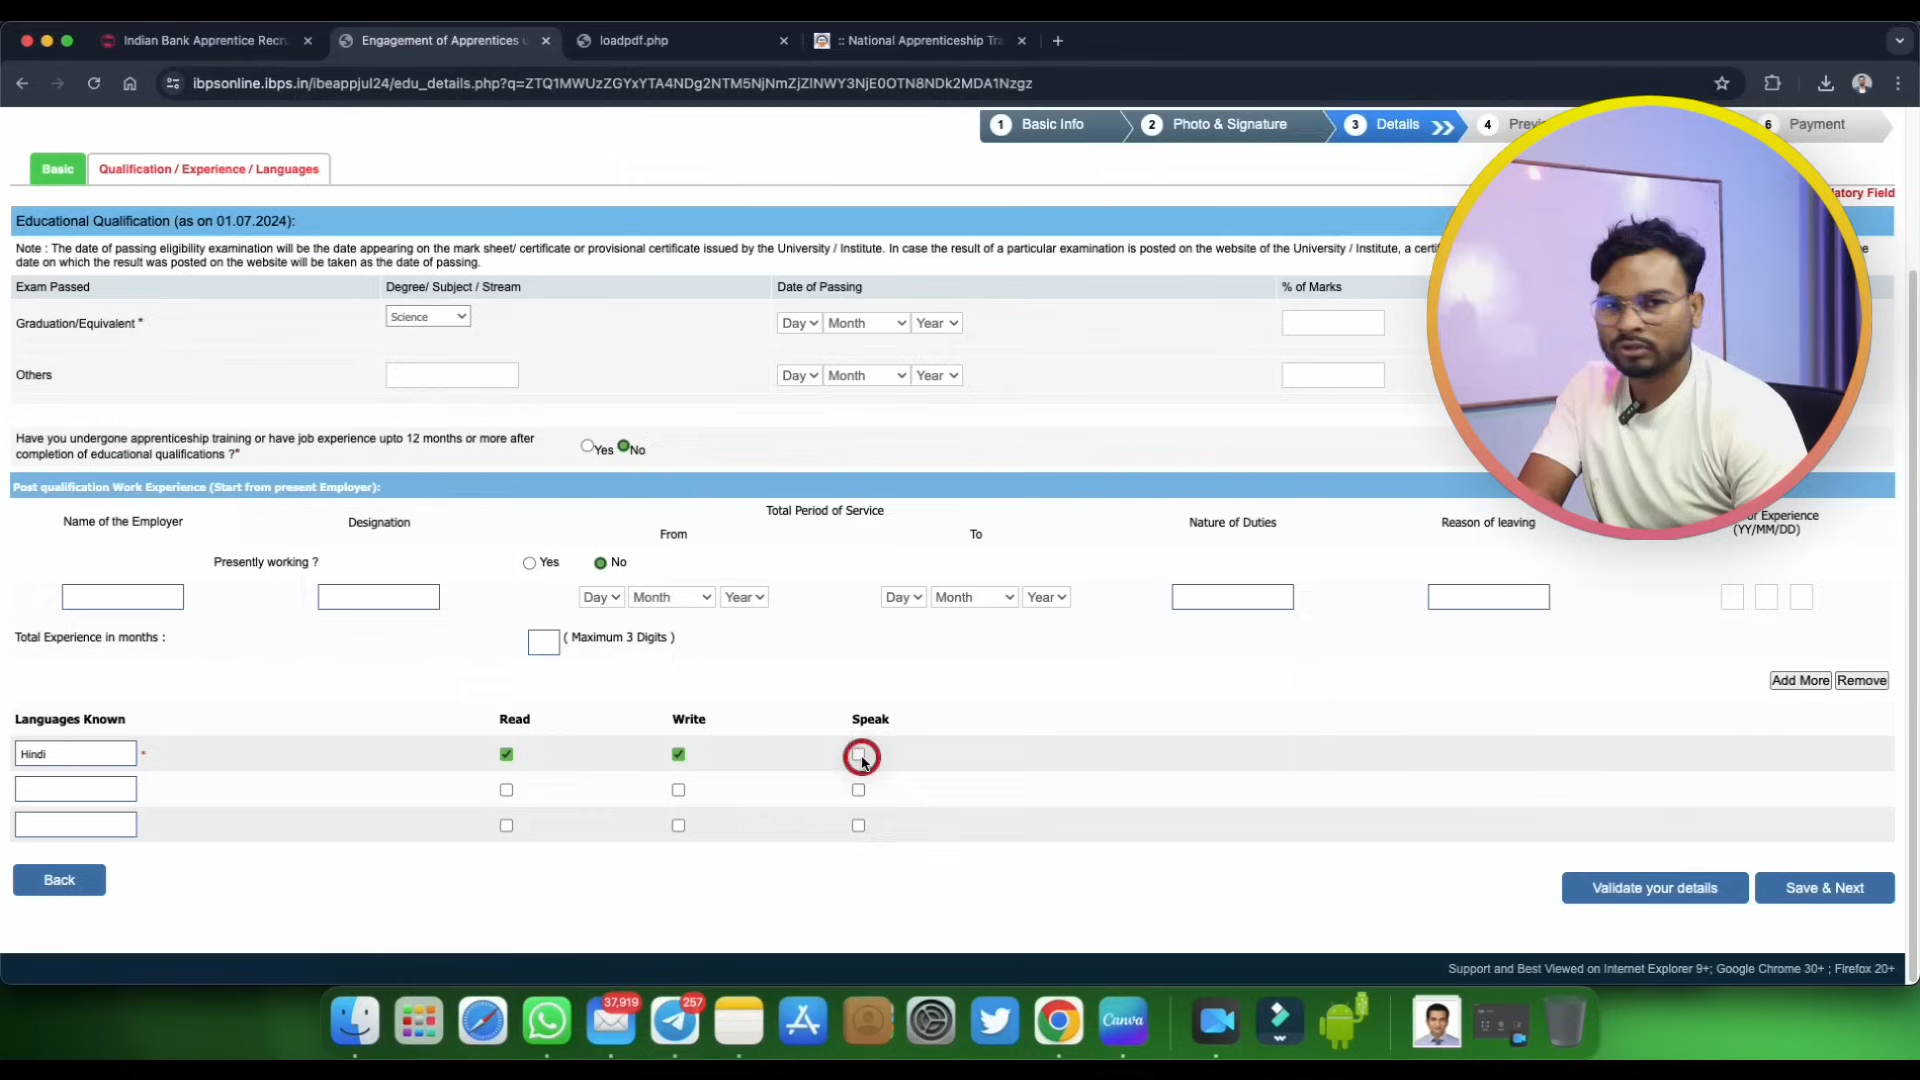 Indian Bank Apprentice Recr
Engagement of Apprentices u
loadpdf.php
:: National Apprenticeship Tra
ibpsonline.ibps.in/ibeappjul24/edu_details.php?q=ZTQ1MWUzZGYxYTA4NDg2NTM5NjNmZjZlNWY3NjE0OTN8NDk2MDA1Nzgz
1 Basic Info
2 Photo & Signature
3 Details
4 Previ
6 Payment
Basic
Qualification / Experience / Languages
atory Field
Educational Qualification (as on 01.07.2024):
Note : The date of passing eligibility examination will be the date appearing on the mark sheet/ certificate or provisional certificate issued by the University / Institute. In case the result of a particular examination is posted on the website of the University / Institute, a certif
date on which the result was posted on the website will be taken as the date of passing.
Exam Passed Degree/ Subject / Stream Date of Passing % of Marks
Graduation/Equivalent * Science Day Month Year
Others Day Month Year
Have you undergone apprenticeship training or have job experience upto 12 months or more after
completion of educational qualifications ?* Yes No
Post qualification Work Experience (Start from present Employer):
Name of the Employer Designation Total Period of Service Nature of Duties Reason of leaving or Experience
From To (YY/MM/DD)
Presently working ? Yes No
Day Month Year Day Month Year
Total Experience in months : ( Maximum 3 Digits )
Add More Remove
Languages Known Read Write Speak
Hindi *
Back
Validate your details Save & Next
Support and Best Viewed on Internet Explorer 9+; Google Chrome 30+ ; Firefox 20+
37,919
257
Canva